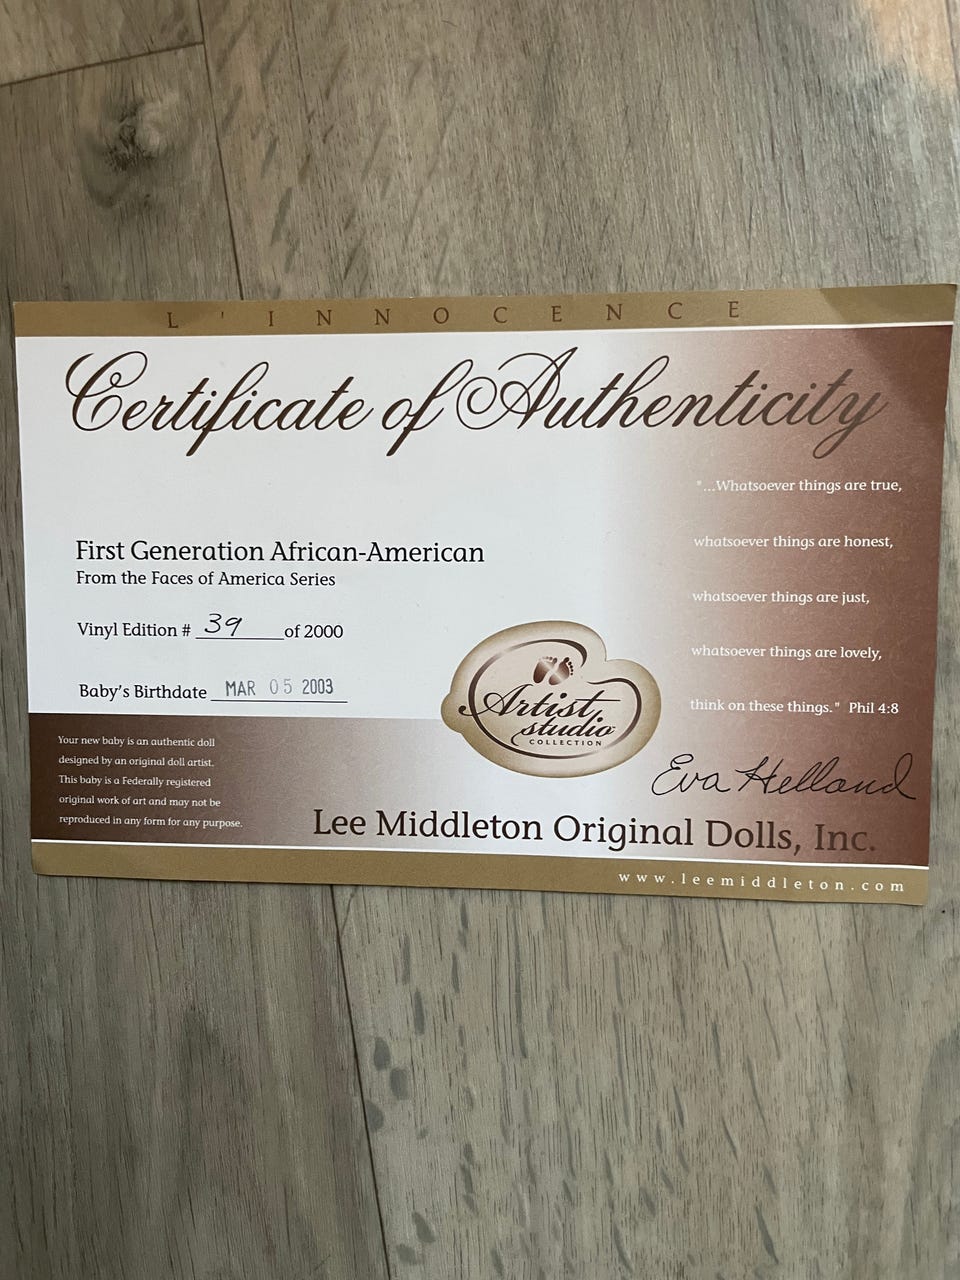 L'INNOCENCE
Certificate of Authenticity
"...Whatsoever things are true,
whatsoever things are honest,
whatsoever things are just,
whatsoever things are lovely,
think on these things." Phil 4:8
First Generation African-American
From the Faces of America Series
Vinyl Edition # 39 of 2000
Baby's Birthdate MAR 05 2003
Artist
studio
COLLECTION
Your new baby is an authentic doll
designed by an original doll artist.
This baby is a Federally registered
original work of art and may not be
reproduced in any form for any purpose.
Eva Helland
Lee Middleton Original Dolls, Inc.
www.leemiddleton.com